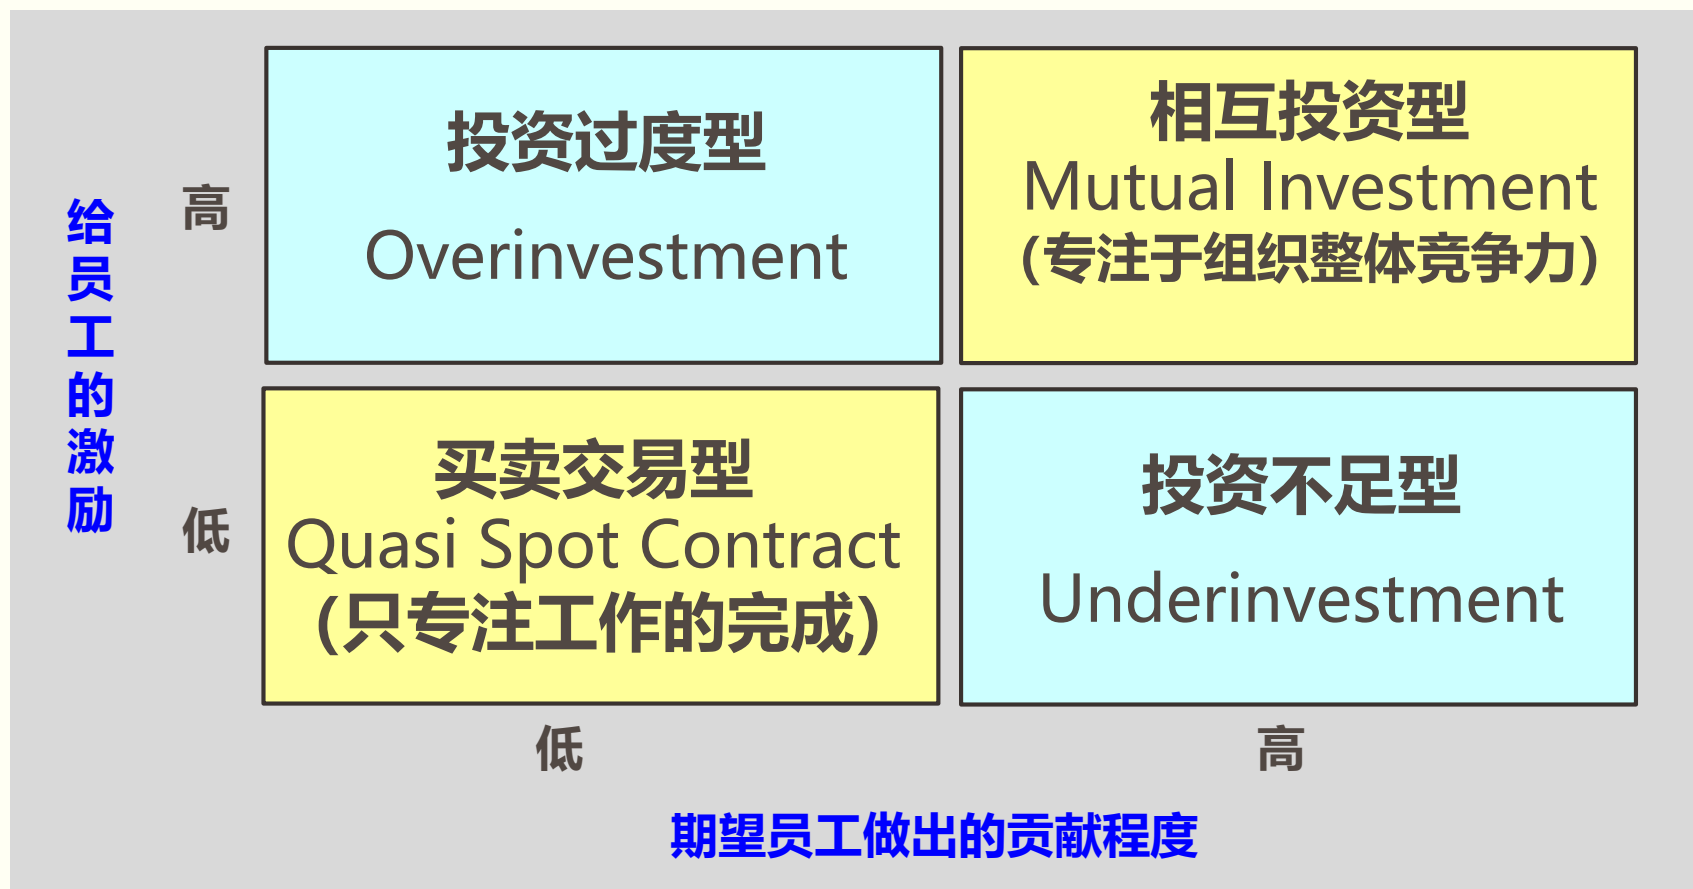 给员工的激励
高
投资过度型
Overinvestment
相互投资型
Mutual Investment
(专注于组织整体竞争力)
低
买卖交易型
Quasi Spot Contract
(只专注工作的完成)
投资不足型
Underinvestment
低
高
期望员工做出的贡献程度